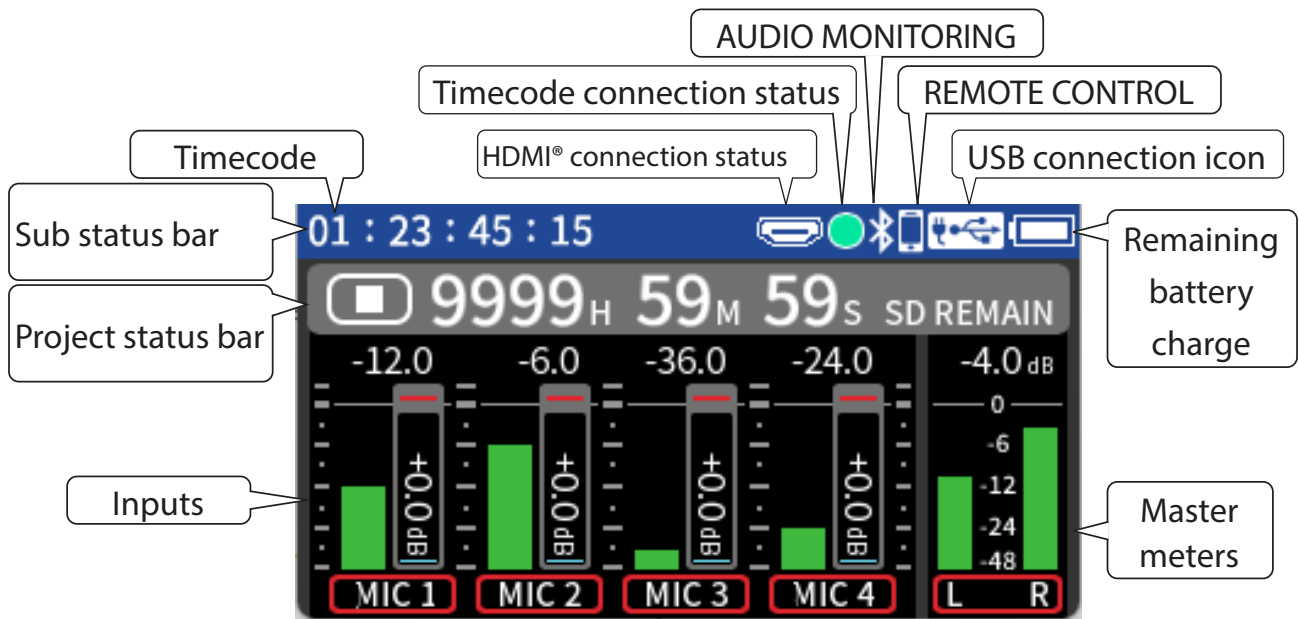 AUDIO MONITORING
Timecode connection status
REMOTE CONTROL
Timecode
HDMI® connection status
USB connection icon
Sub status bar
01 : 23 : 45 : 15
Remaining
battery
charge
Project status bar
9999H 59M 59S SD REMAIN
-12.0 -6.0 -36.0 -24.0 -4.0 dB
0
-6
-12
-24
-48
+0.0dB +0.0dB +0.0dB +0.0dB
Inputs
Master
meters
MIC 1 MIC 2 MIC 3 MIC 4 L R